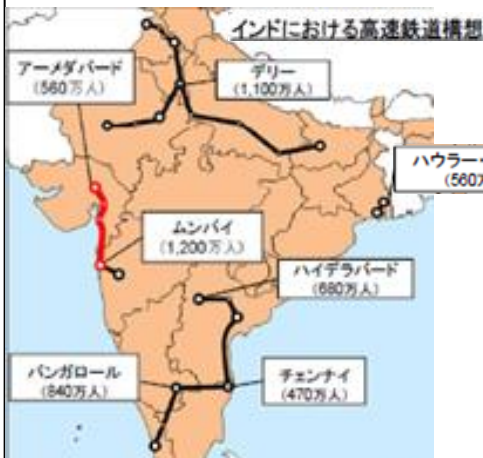 インドにおける高速鉄道構想
アーメダバード
(560万人)
デリー
(1,100万人)
ハウラー・
(560万
ムンバイ
(1,200万人)
ハイデラバード
(680万人)
バンガロール
(840万人)
チェンナイ
(470万人)